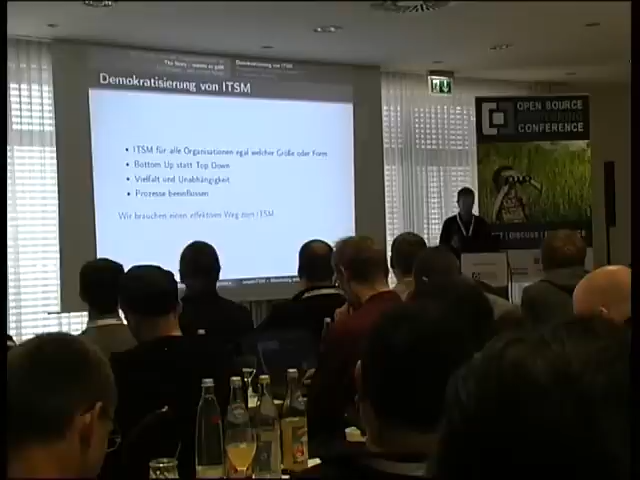 Demokratisierung von ITSM
• ITSM für alle Organisationen egal welcher Größe oder Form
• Bottom Up statt Top Down
• Vielfalt und Unabhängigkeit
• Prozesse beeinflussen
Wir brauchen einen effektiven Weg zum ITSM
OPEN SOURCE
CONFERENCE
| DISCUSS |